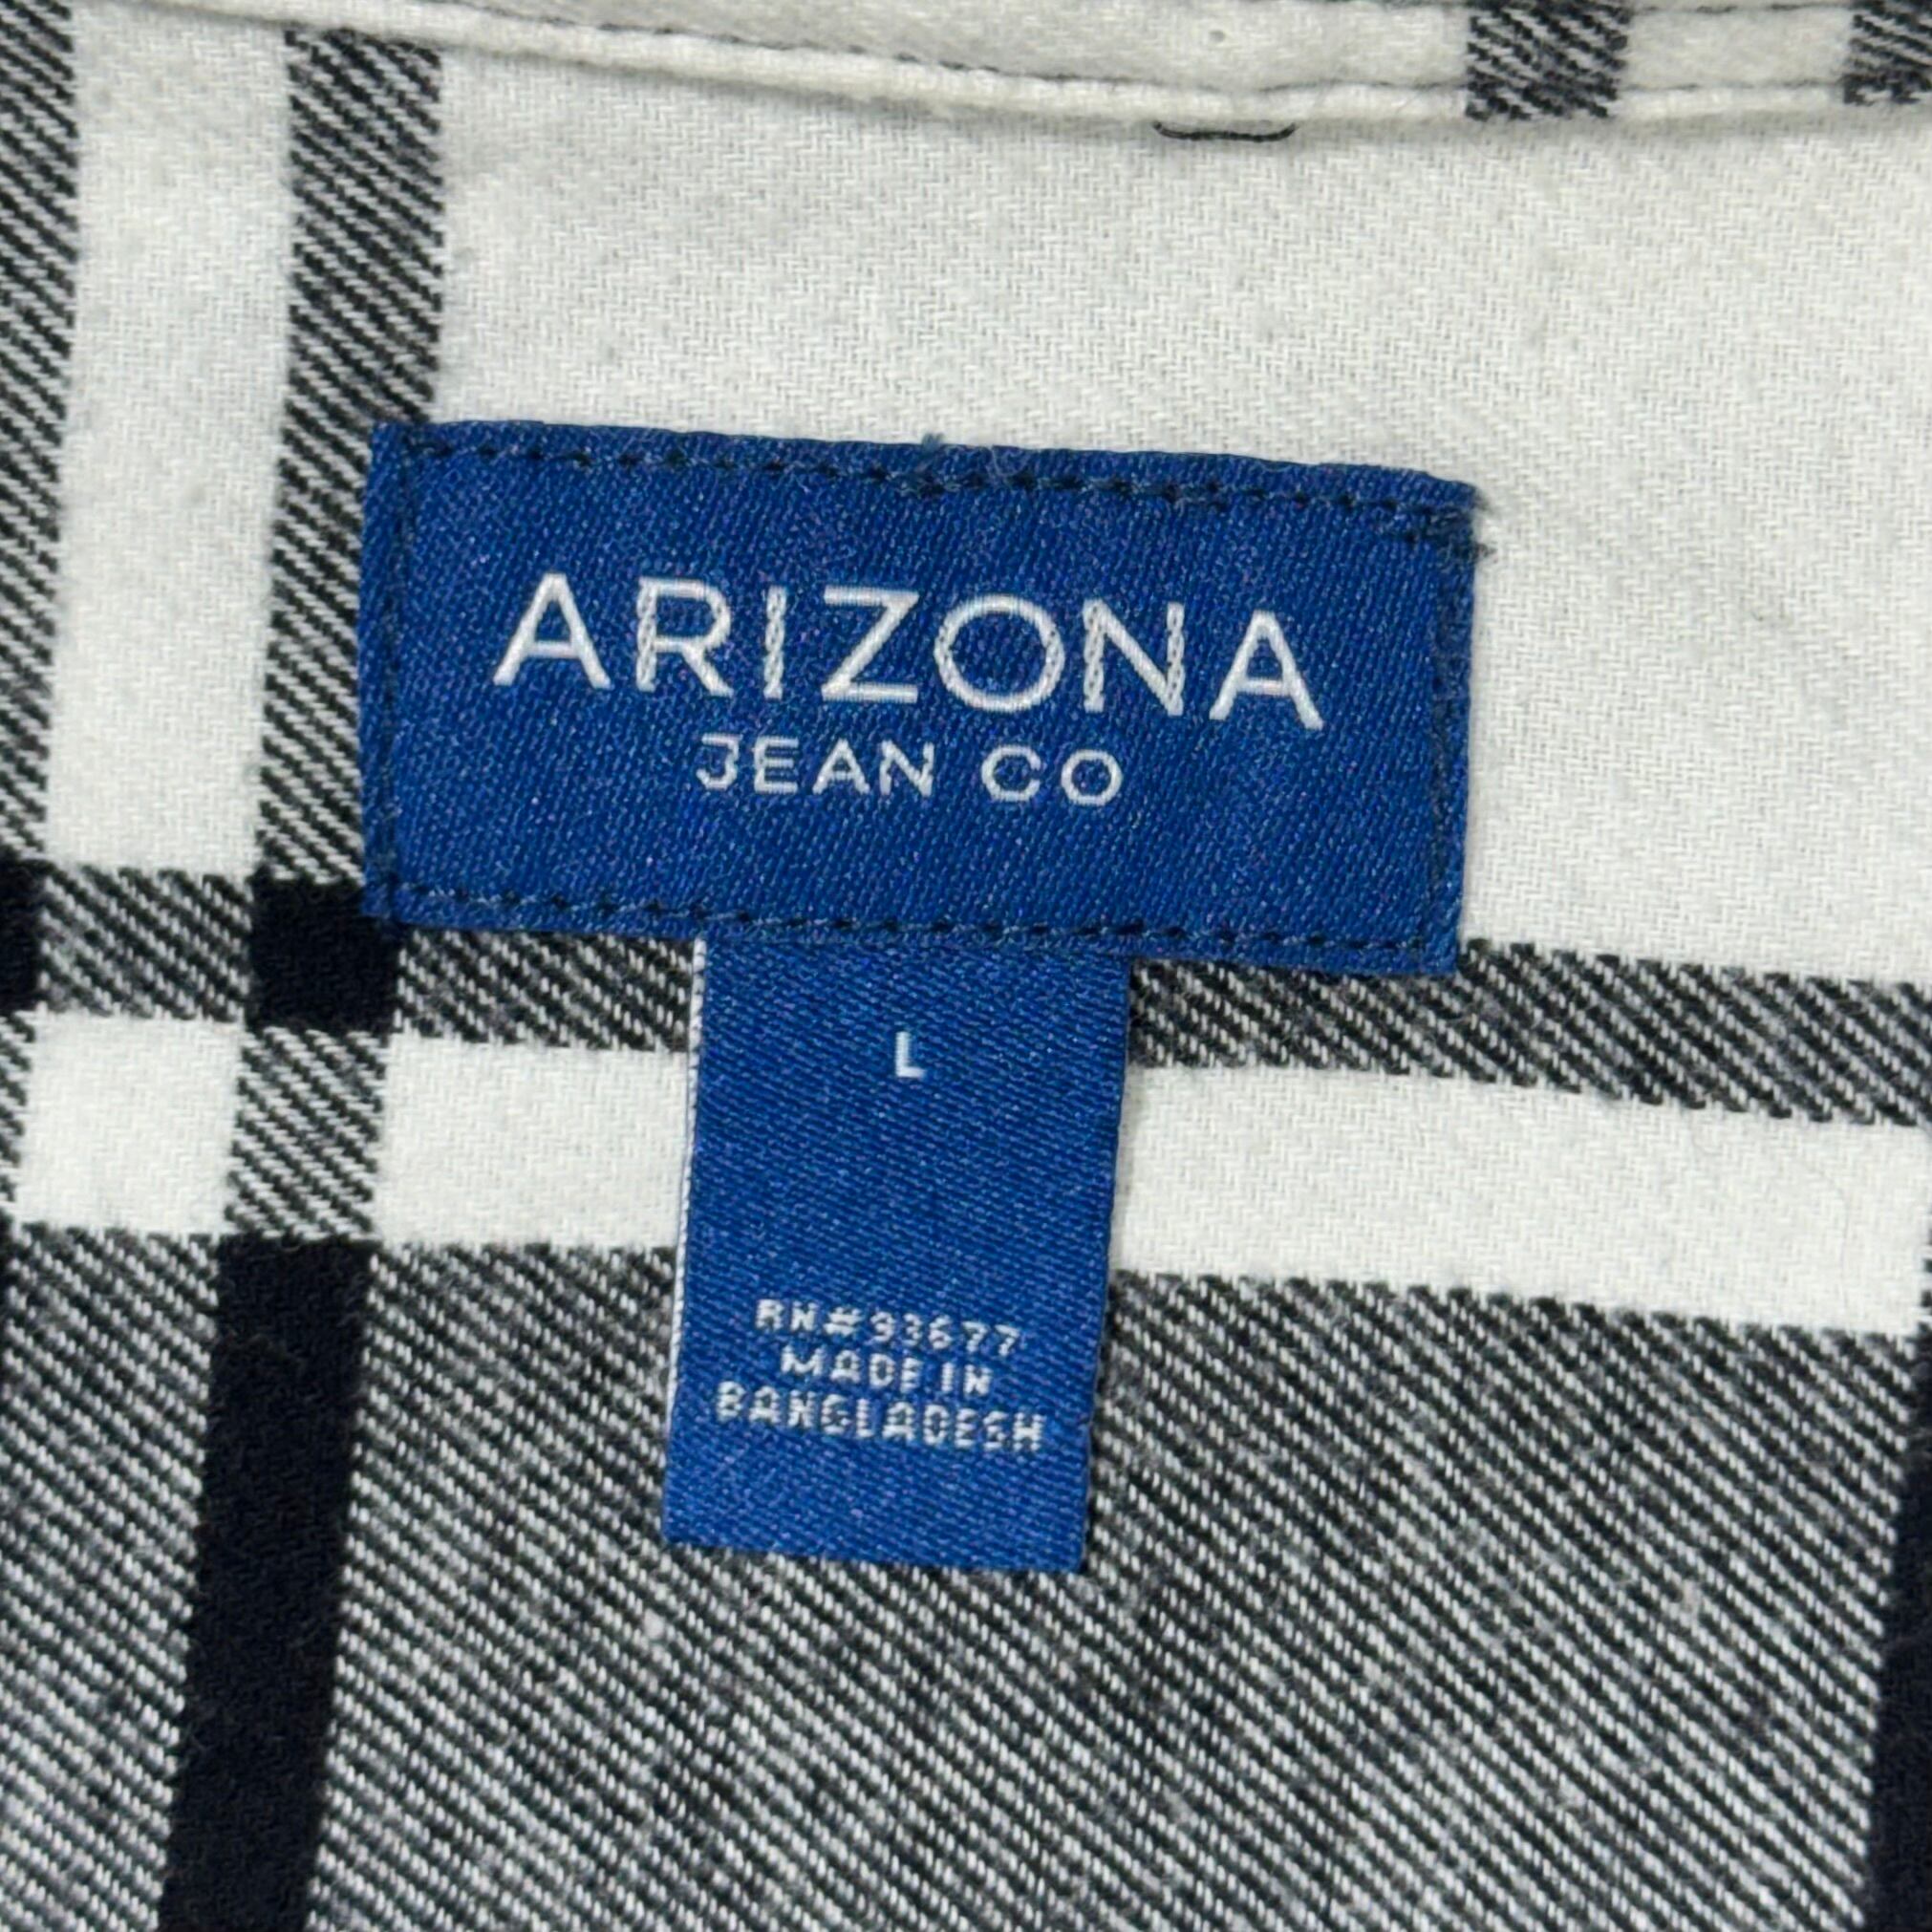 ARIZONA
JEAN CO
L
RN#93677
MADE IN
BANGLADESH